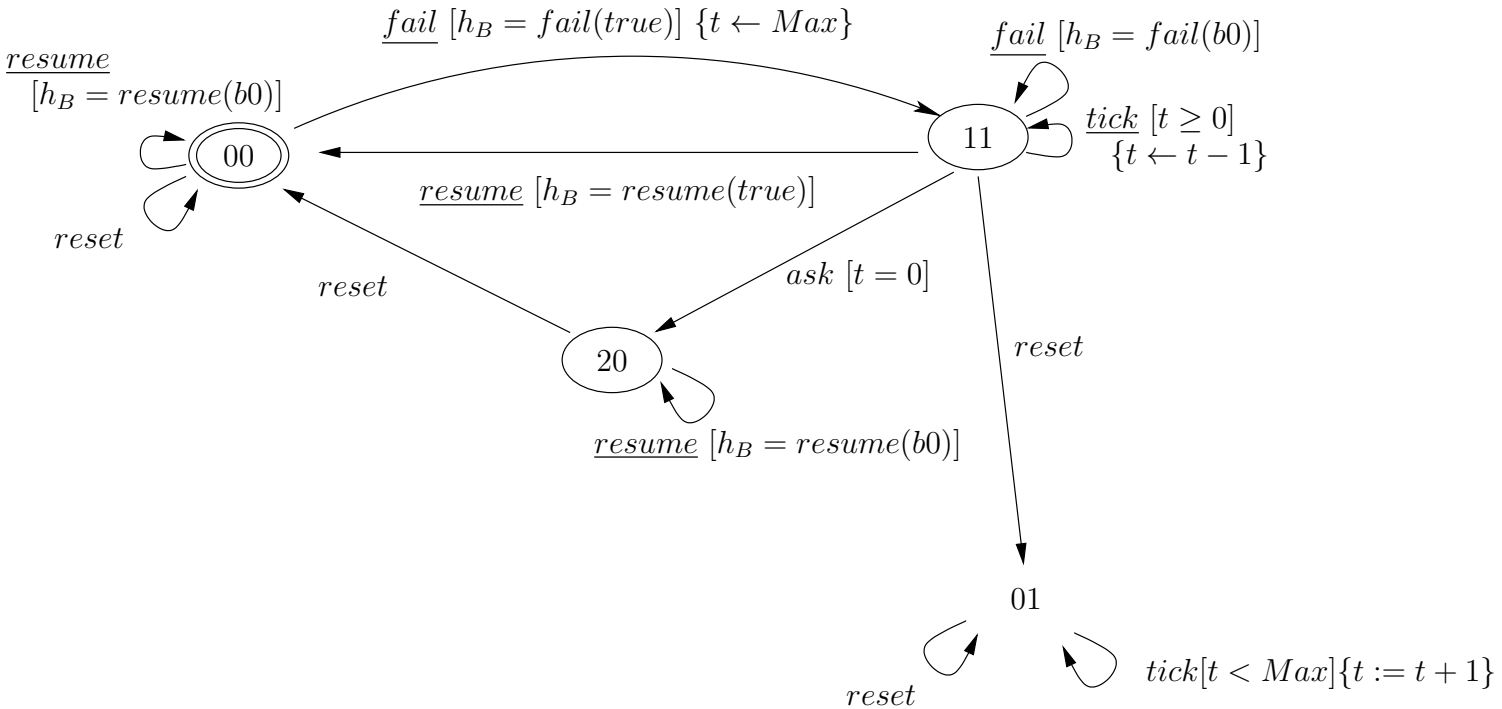 fail [h_B = fail(true)] {t ← Max}
fail [h_B = fail(b0)]
resume
[h_B = resume(b0)]
tick [t ≥ 0]
{t ← t − 1}
00
11
resume [h_B = resume(true)]
reset
ask [t = 0]
reset
reset
20
resume [h_B = resume(b0)]
01
tick[t < Max]{t := t + 1}
reset